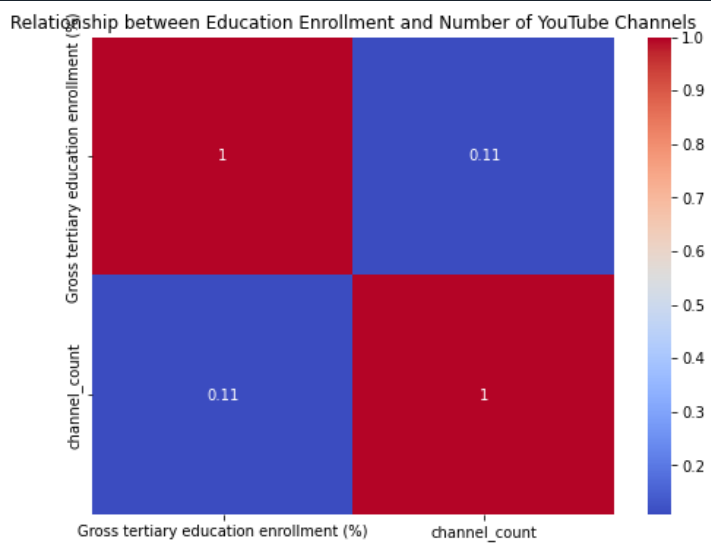 Relationship between Education Enrollment and Number of YouTube Channels
Gross tertiary education enrollment (%)
channel_count
1
0.11
0.11
1
Gross tertiary education enrollment (%)
channel_count
1.0
0.9
0.8
0.7
0.6
0.5
0.4
0.3
0.2